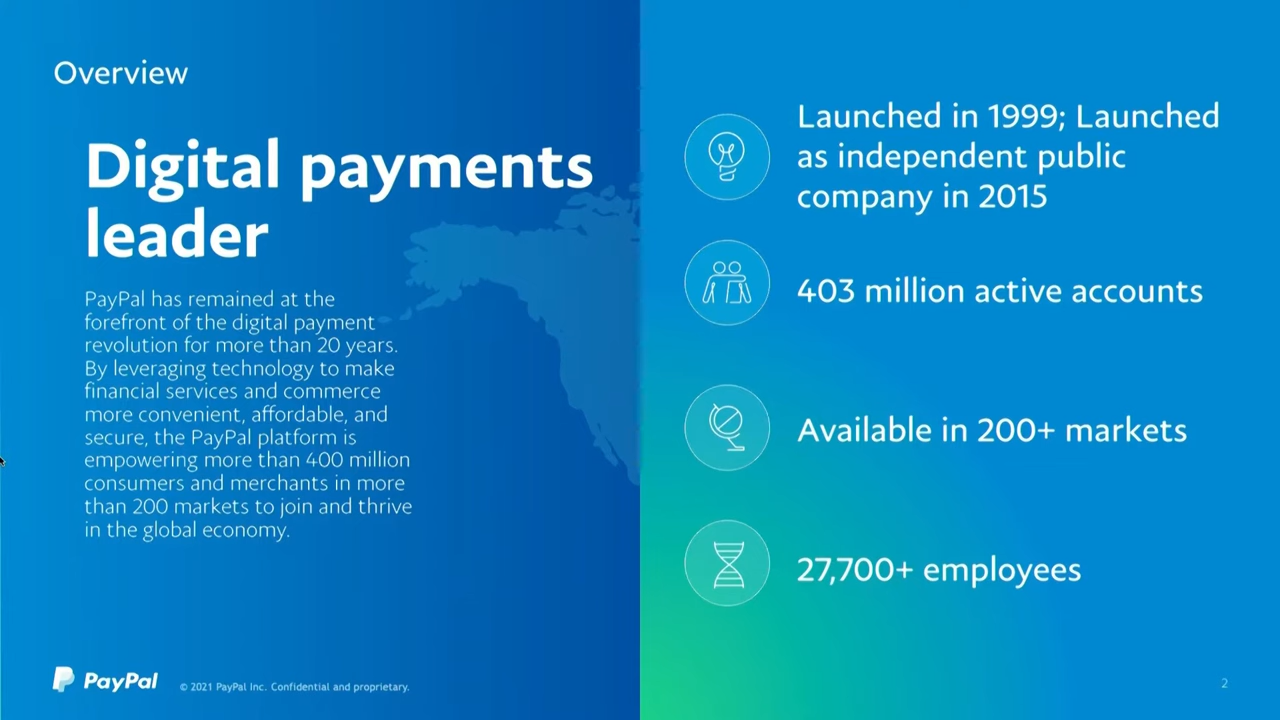 Overview
Digital payments
leader
PayPal has remained at the
forefront of the digital payment
revolution for more than 20 years.
By leveraging technology to make
financial services and commerce
more convenient, affordable, and
secure, the PayPal platform is
empowering more than 400 million
consumers and merchants in more
than 200 markets to join and thrive
in the global economy.
Launched in 1999; Launched
as independent public
company in 2015
403 million active accounts
Available in 200+ markets
27,700+ employees
PayPal © 2021 PayPal Inc. Confidential and proprietary.
2